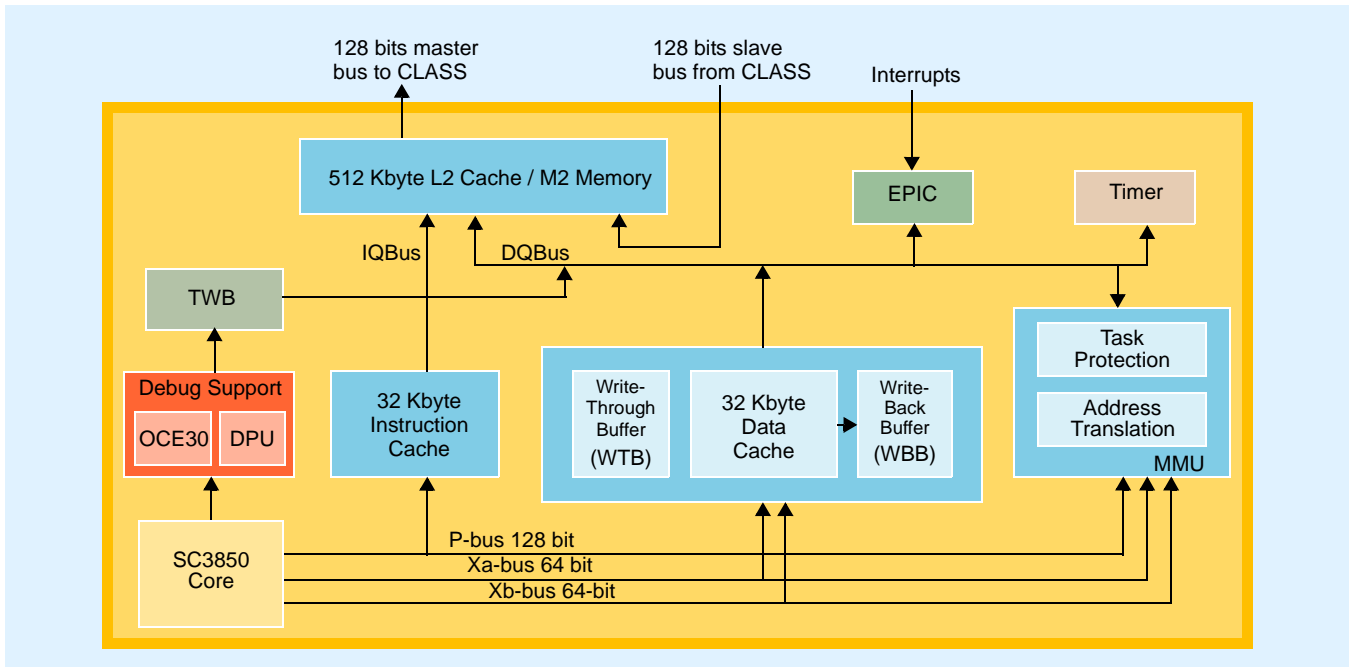 128 bits master
bus to CLASS
128 bits slave
bus from CLASS
Interrupts
512 Kbyte L2 Cache / M2 Memory
EPIC
Timer
IQBus
DQBus
TWB
Task
Protection
Address
Translation
MMU
Debug Support
OCE30
DPU
32 Kbyte
Instruction
Cache
Write-
Through
Buffer
(WTB)
32 Kbyte
Data
Cache
Write-
Back
Buffer
(WBB)
SC3850
Core
P-bus 128 bit
Xa-bus 64 bit
Xb-bus 64-bit